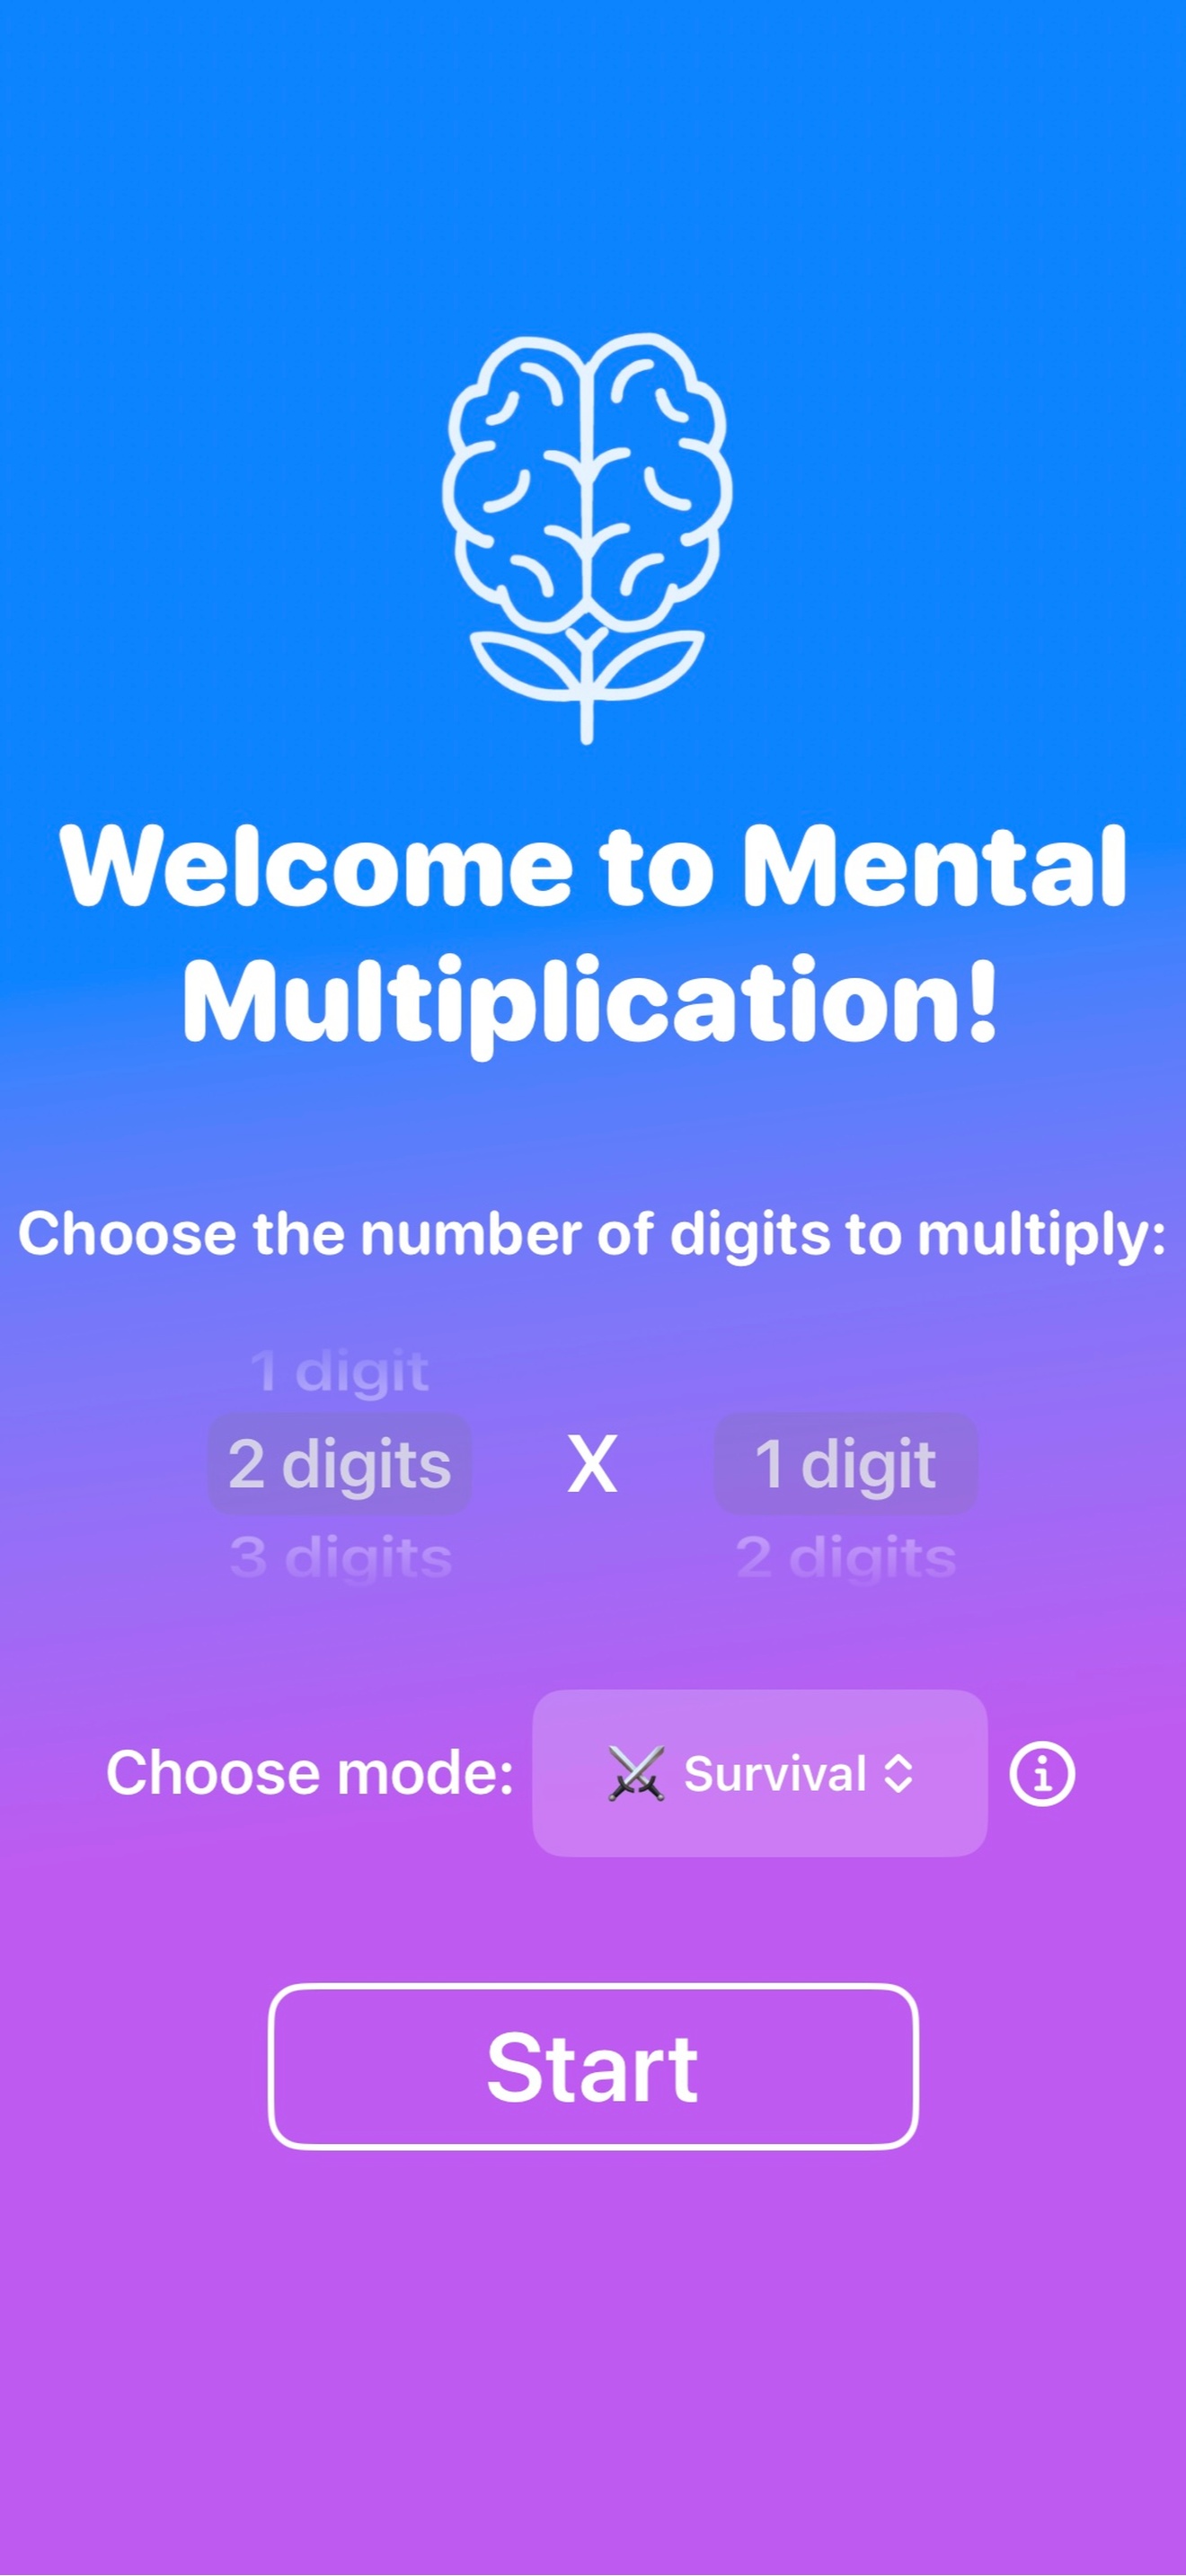 Welcome to Mental
Multiplication!
Choose the number of digits to multiply:
1 digit
2 digits X 1 digit
3 digits 2 digits
Choose mode: ⚔️ Survival
Start